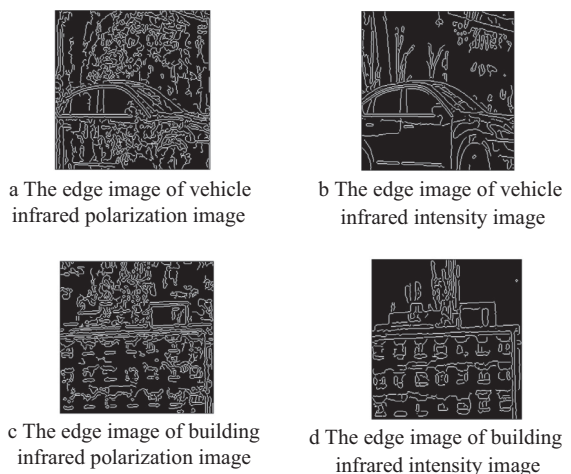 a The edge image of vehicle
infrared polarization image
b The edge image of vehicle
infrared intensity image
c The edge image of building
infrared polarization image
d The edge image of building
infrared intensity image